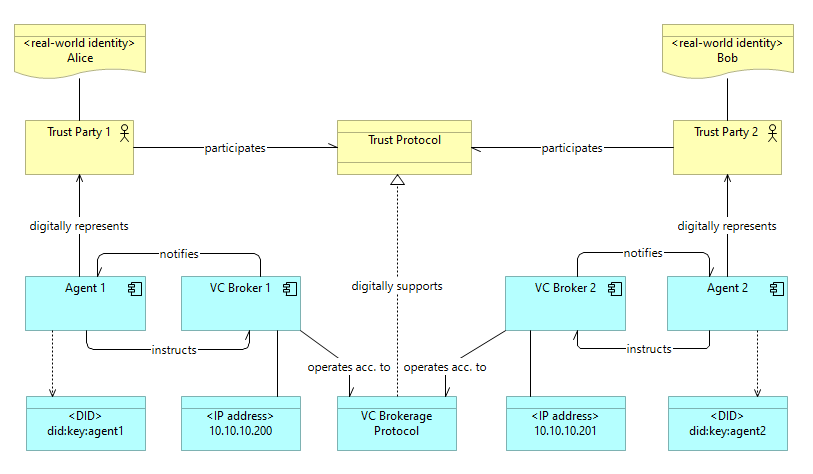 <real-world identity>
Alice
<real-world identity>
Bob
Trust Party 1
participates
Trust Protocol
participates
Trust Party 2
digitally represents
digitally represents
notifies
notifies
Agent 1
VC Broker 1
digitally supports
VC Broker 2
Agent 2
instructs
instructs
operates acc. to
operates acc. to
<DID>
did:key:agent1
<IP address>
10.10.10.200
VC Brokerage
Protocol
<IP address>
10.10.10.201
<DID>
did:key:agent2